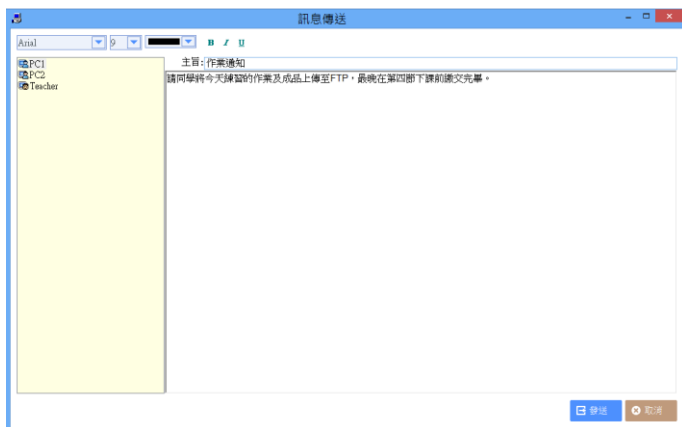 訊息傳送
Arial 9 B I U
PC1
PC2
Teacher
主旨: 作業通知
請同學將今天練習的作業及成品上傳至FTP，最晚在第四節下課前繳交完畢。
發送 取消